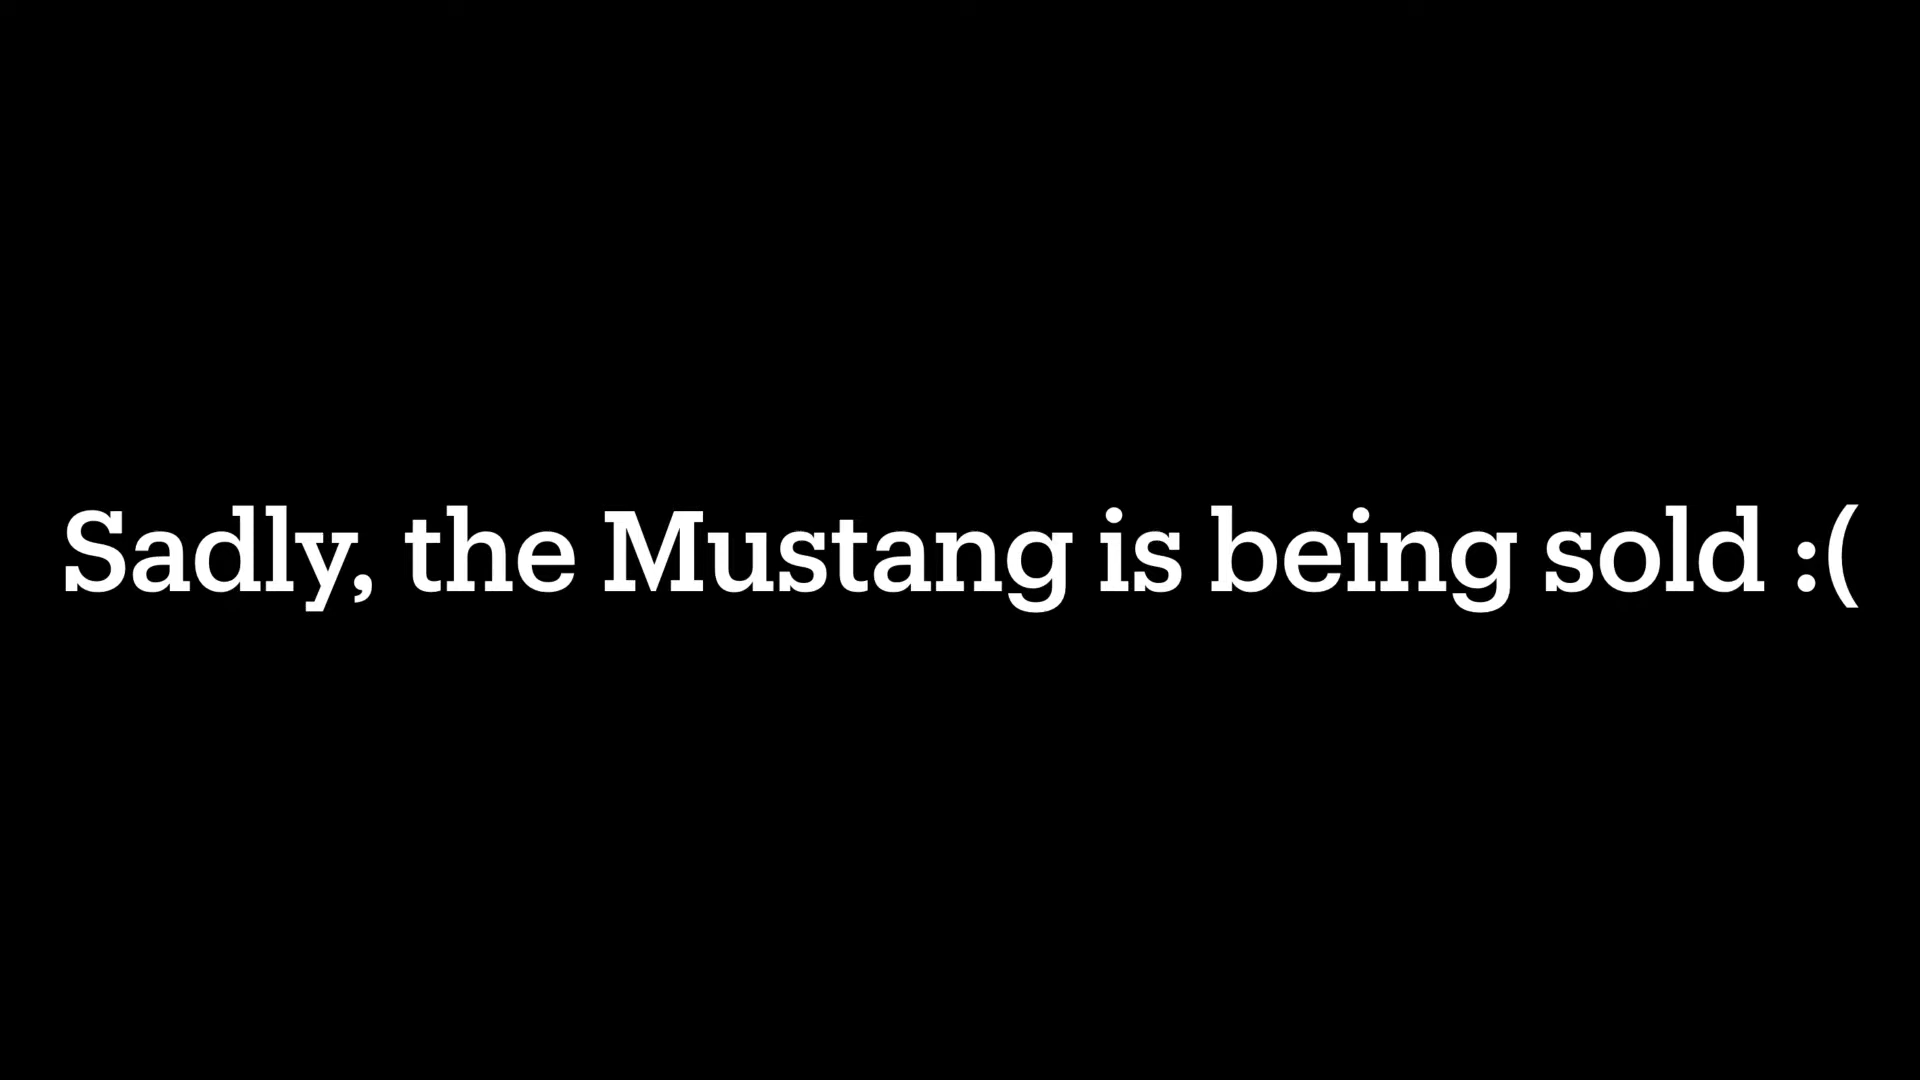 Sadly, the Mustang is being sold :(